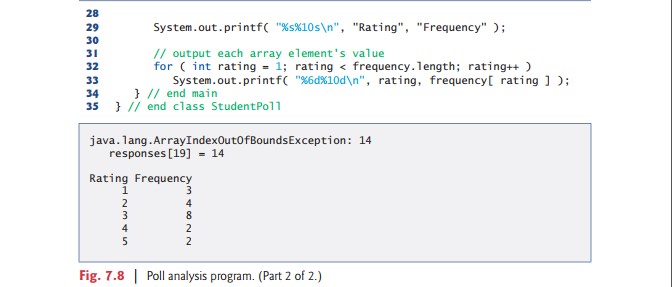 28
29 System.out.printf( "%s%10s\n", "Rating", "Frequency" );
30
31 // output each array element's value
32 for ( int rating = 1; rating < frequency.length; rating++ )
33 System.out.printf( "%6d%10d\n", rating, frequency[ rating ] );
34 } // end main
35 } // end class StudentPoll
java.lang.ArrayIndexOutOfBoundsException: 14
responses[19] = 14
Rating Frequency
1 3
2 4
3 8
4 2
5 2
Fig. 7.8 | Poll analysis program. (Part 2 of 2.)